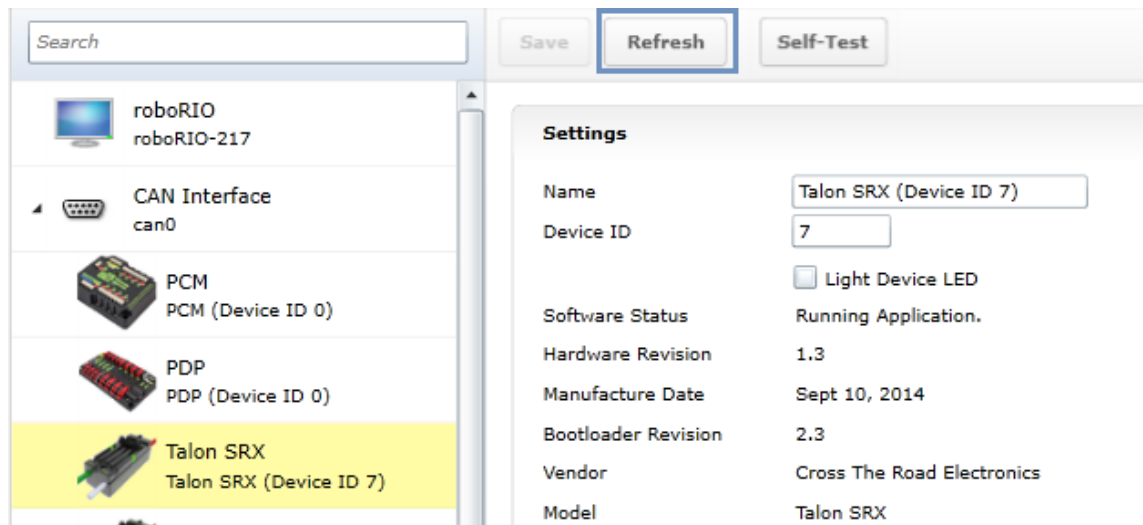 Search
roboRIO
roboRIO-217
CAN Interface
can0
PCM
PCM (Device ID 0)
PDP
PDP (Device ID 0)
Talon SRX
Talon SRX (Device ID 7)
Save Refresh Self-Test
Settings
Name Talon SRX (Device ID 7)
Device ID 7
Light Device LED
Software Status Running Application.
Hardware Revision 1.3
Manufacture Date Sept 10, 2014
Bootloader Revision 2.3
Vendor Cross The Road Electronics
Model Talon SRX